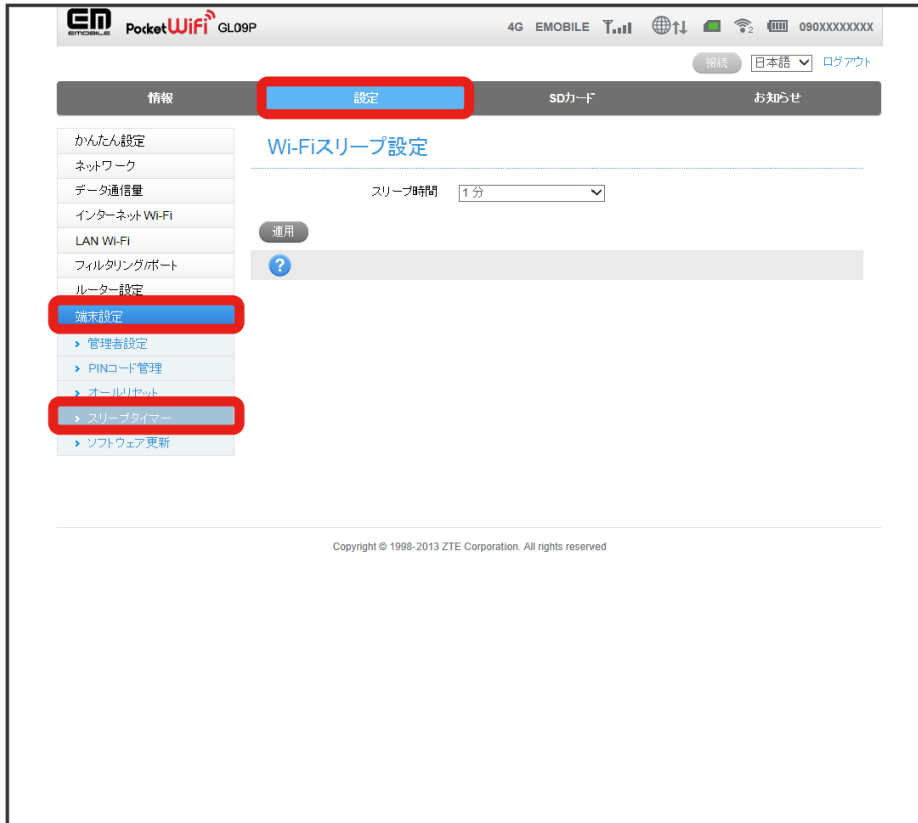 EM EMOBILE Pocket WiFi GL09P 4G EMOBILE 2 090XXXXXXXX
接続 日本語 ログアウト
情報 設定 SDカード お知らせ
かんたん設定
ネットワーク
データ通信量
インターネットWi-Fi
LAN Wi-Fi
フィルタリング/ポート
ルーター設定
端末設定
管理者設定
PINコード管理
オールリセット
スリープタイマー
ソフトウェア更新
Wi-Fiスリープ設定
スリープ時間 1 分
適用
?
Copyright © 1998-2013 ZTE Corporation. All rights reserved